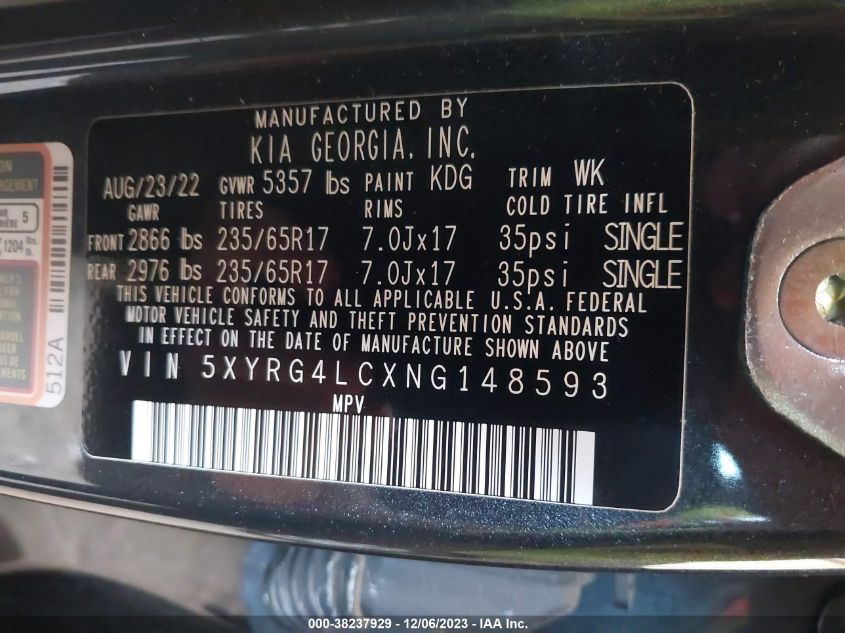 MANUFACTURED BY
KIA GEORGIA, INC.
AUG/23/22 GVWR 5357 lbs PAINT KDG TRIM WK
GAWR TIRES RIMS COLD TIRE INFL
FRONT 2866 lbs 235/65R17 7.0Jx17 35psi SINGLE
REAR 2976 lbs 235/65R17 7.0Jx17 35psi SINGLE
THIS VEHICLE CONFORMS TO ALL APPLICABLE U.S.A. FEDERAL
MOTOR VEHICLE SAFETY AND THEFT PREVENTION STANDARDS
IN EFFECT ON THE DATE OF MANUFACTURE SHOWN ABOVE
VIN 5XYRG4LCXNG148593
MPV
5
1204 lbs.
512A
000-38237929 - 12/06/2023 - IAA Inc.